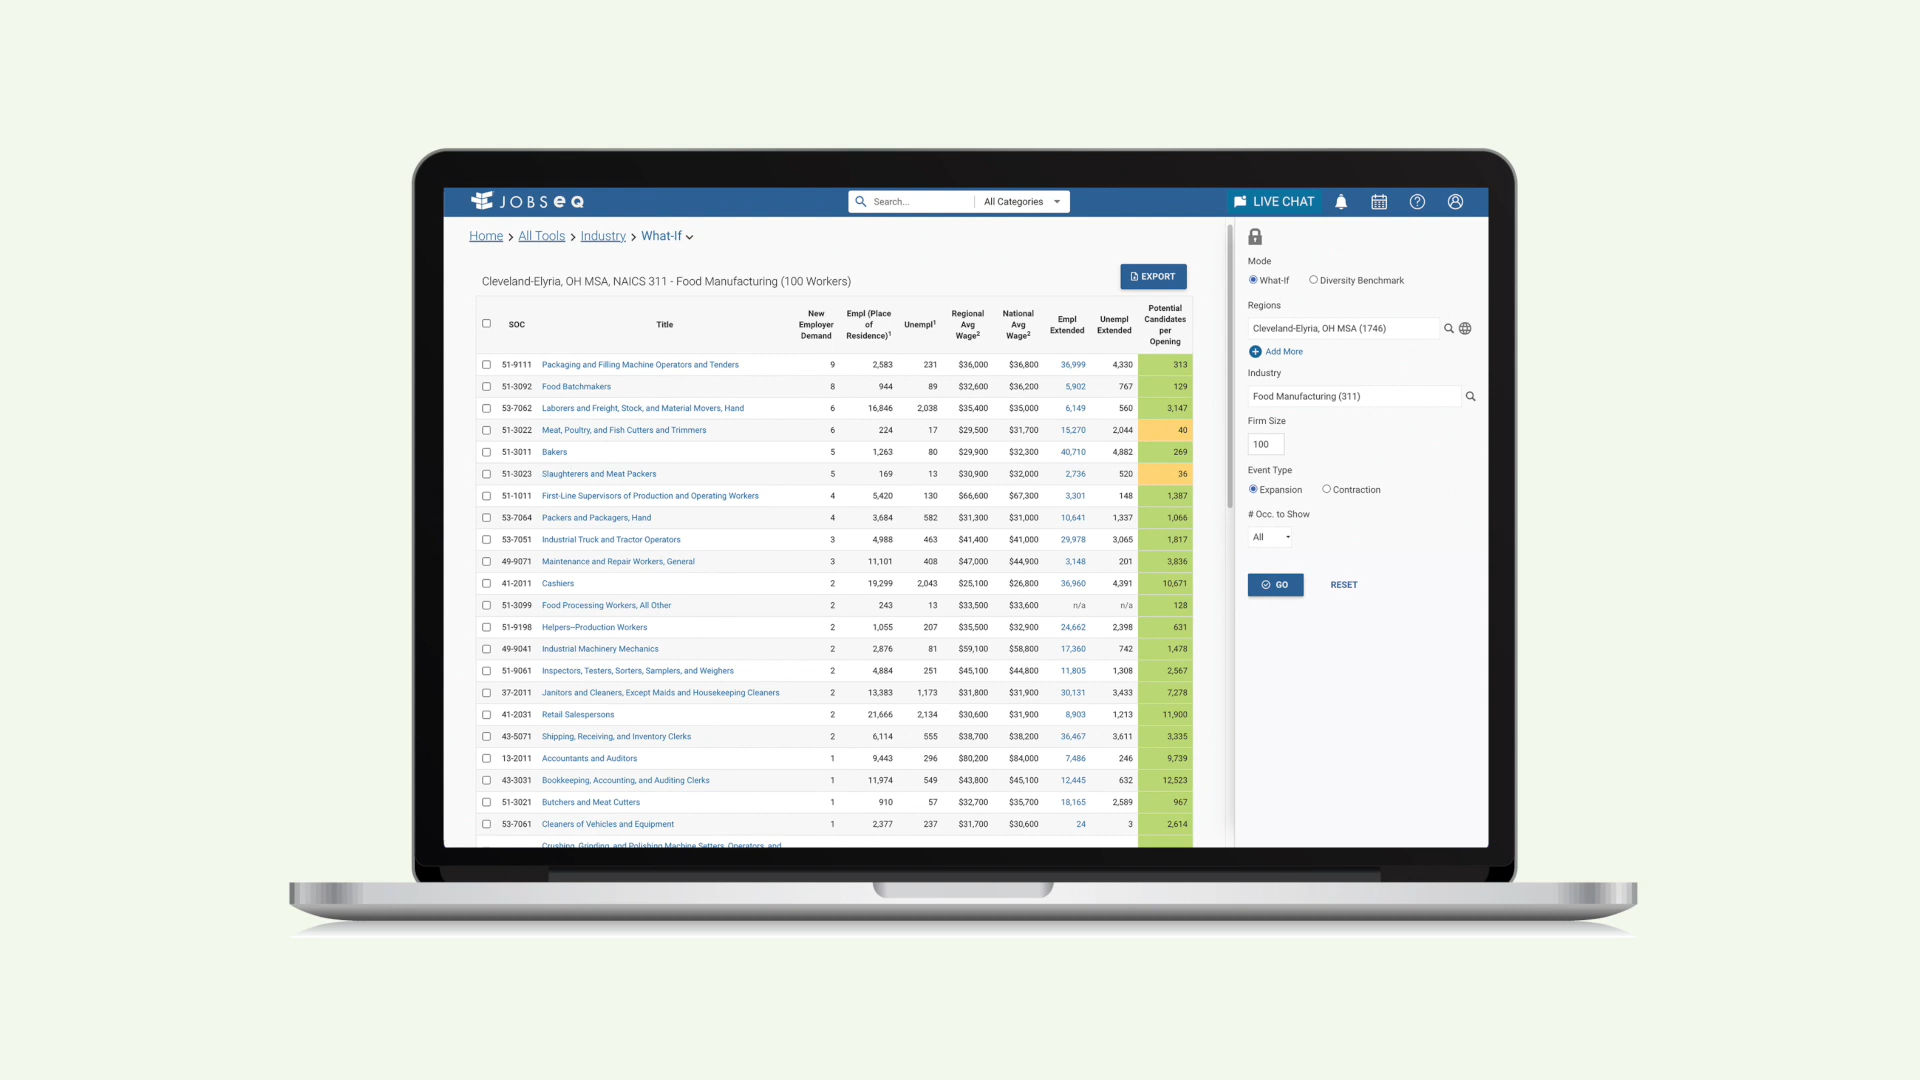 JOBSEQ
Search...
All Categories
LIVE CHAT
Home > All Tools > Industry > What-If
Cleveland-Elyria, OH MSA, NAICS 311 - Food Manufacturing (100 Workers)
EXPORT
SOC Title New Employer Demand Empl (Place of Residence)1 Unempl1 Regional Avg Wage2 National Avg Wage2 Empl Extended Unempl Extended Potential Candidates per Opening
51-9111 Packaging and Filling Machine Operators and Tenders 9 2,583 231 $36,000 $36,800 36,999 4,330 313
51-3092 Food Batchmakers 8 944 89 $32,600 $36,200 5,902 767 129
53-7062 Laborers and Freight, Stock, and Material Movers, Hand 6 16,846 2,038 $35,400 $35,000 6,149 560 3,147
51-3022 Meat, Poultry, and Fish Cutters and Trimmers 6 224 17 $29,500 $31,700 15,270 2,044 40
51-3011 Bakers 5 1,263 80 $29,900 $32,300 40,710 4,882 269
51-3023 Slaughterers and Meat Packers 5 169 13 $30,900 $32,000 2,736 520 36
51-1011 First-Line Supervisors of Production and Operating Workers 4 5,420 130 $66,600 $67,300 3,301 148 1,387
53-7064 Packers and Packagers, Hand 4 3,684 582 $31,300 $31,000 10,641 1,337 1,066
53-7051 Industrial Truck and Tractor Operators 3 4,988 463 $41,400 $41,000 29,978 3,065 1,817
49-9071 Maintenance and Repair Workers, General 3 11,101 408 $47,000 $44,900 3,148 201 3,836
41-2011 Cashiers 2 19,299 2,043 $25,100 $26,800 36,960 4,391 10,671
51-3099 Food Processing Workers, All Other 2 243 13 $33,500 $33,600 n/a n/a 128
51-9198 Helpers--Production Workers 2 1,055 207 $35,500 $32,900 24,662 2,398 631
49-9041 Industrial Machinery Mechanics 2 2,876 81 $59,100 $58,800 17,360 742 1,478
51-9061 Inspectors, Testers, Sorters, Samplers, and Weighers 2 4,884 251 $45,100 $44,800 11,805 1,308 2,567
37-2011 Janitors and Cleaners, Except Maids and Housekeeping Cleaners 2 13,383 1,173 $31,800 $31,900 30,131 3,433 7,278
41-2031 Retail Salespersons 2 21,666 2,134 $30,600 $31,900 8,903 1,213 11,900
43-5071 Shipping, Receiving, and Inventory Clerks 2 6,114 555 $38,700 $38,200 36,467 3,611 3,335
13-2011 Accountants and Auditors 1 9,443 296 $80,200 $84,000 7,486 246 9,739
43-3031 Bookkeeping, Accounting, and Auditing Clerks 1 11,974 549 $43,800 $45,100 12,445 632 12,523
51-3021 Butchers and Meat Cutters 1 910 57 $32,700 $35,700 18,165 2,589 967
53-7061 Cleaners of Vehicles and Equipment 1 2,377 237 $31,700 $30,600 24 3 2,614
Crushing, Grinding, and Polishing Machine Setters, Operators, and
Mode
What-If Diversity Benchmark
Regions
Cleveland-Elyria, OH MSA (1746)
Add More
Industry
Food Manufacturing (311)
Firm Size
100
Event Type
Expansion Contraction
# Occ. to Show
All
GO RESET